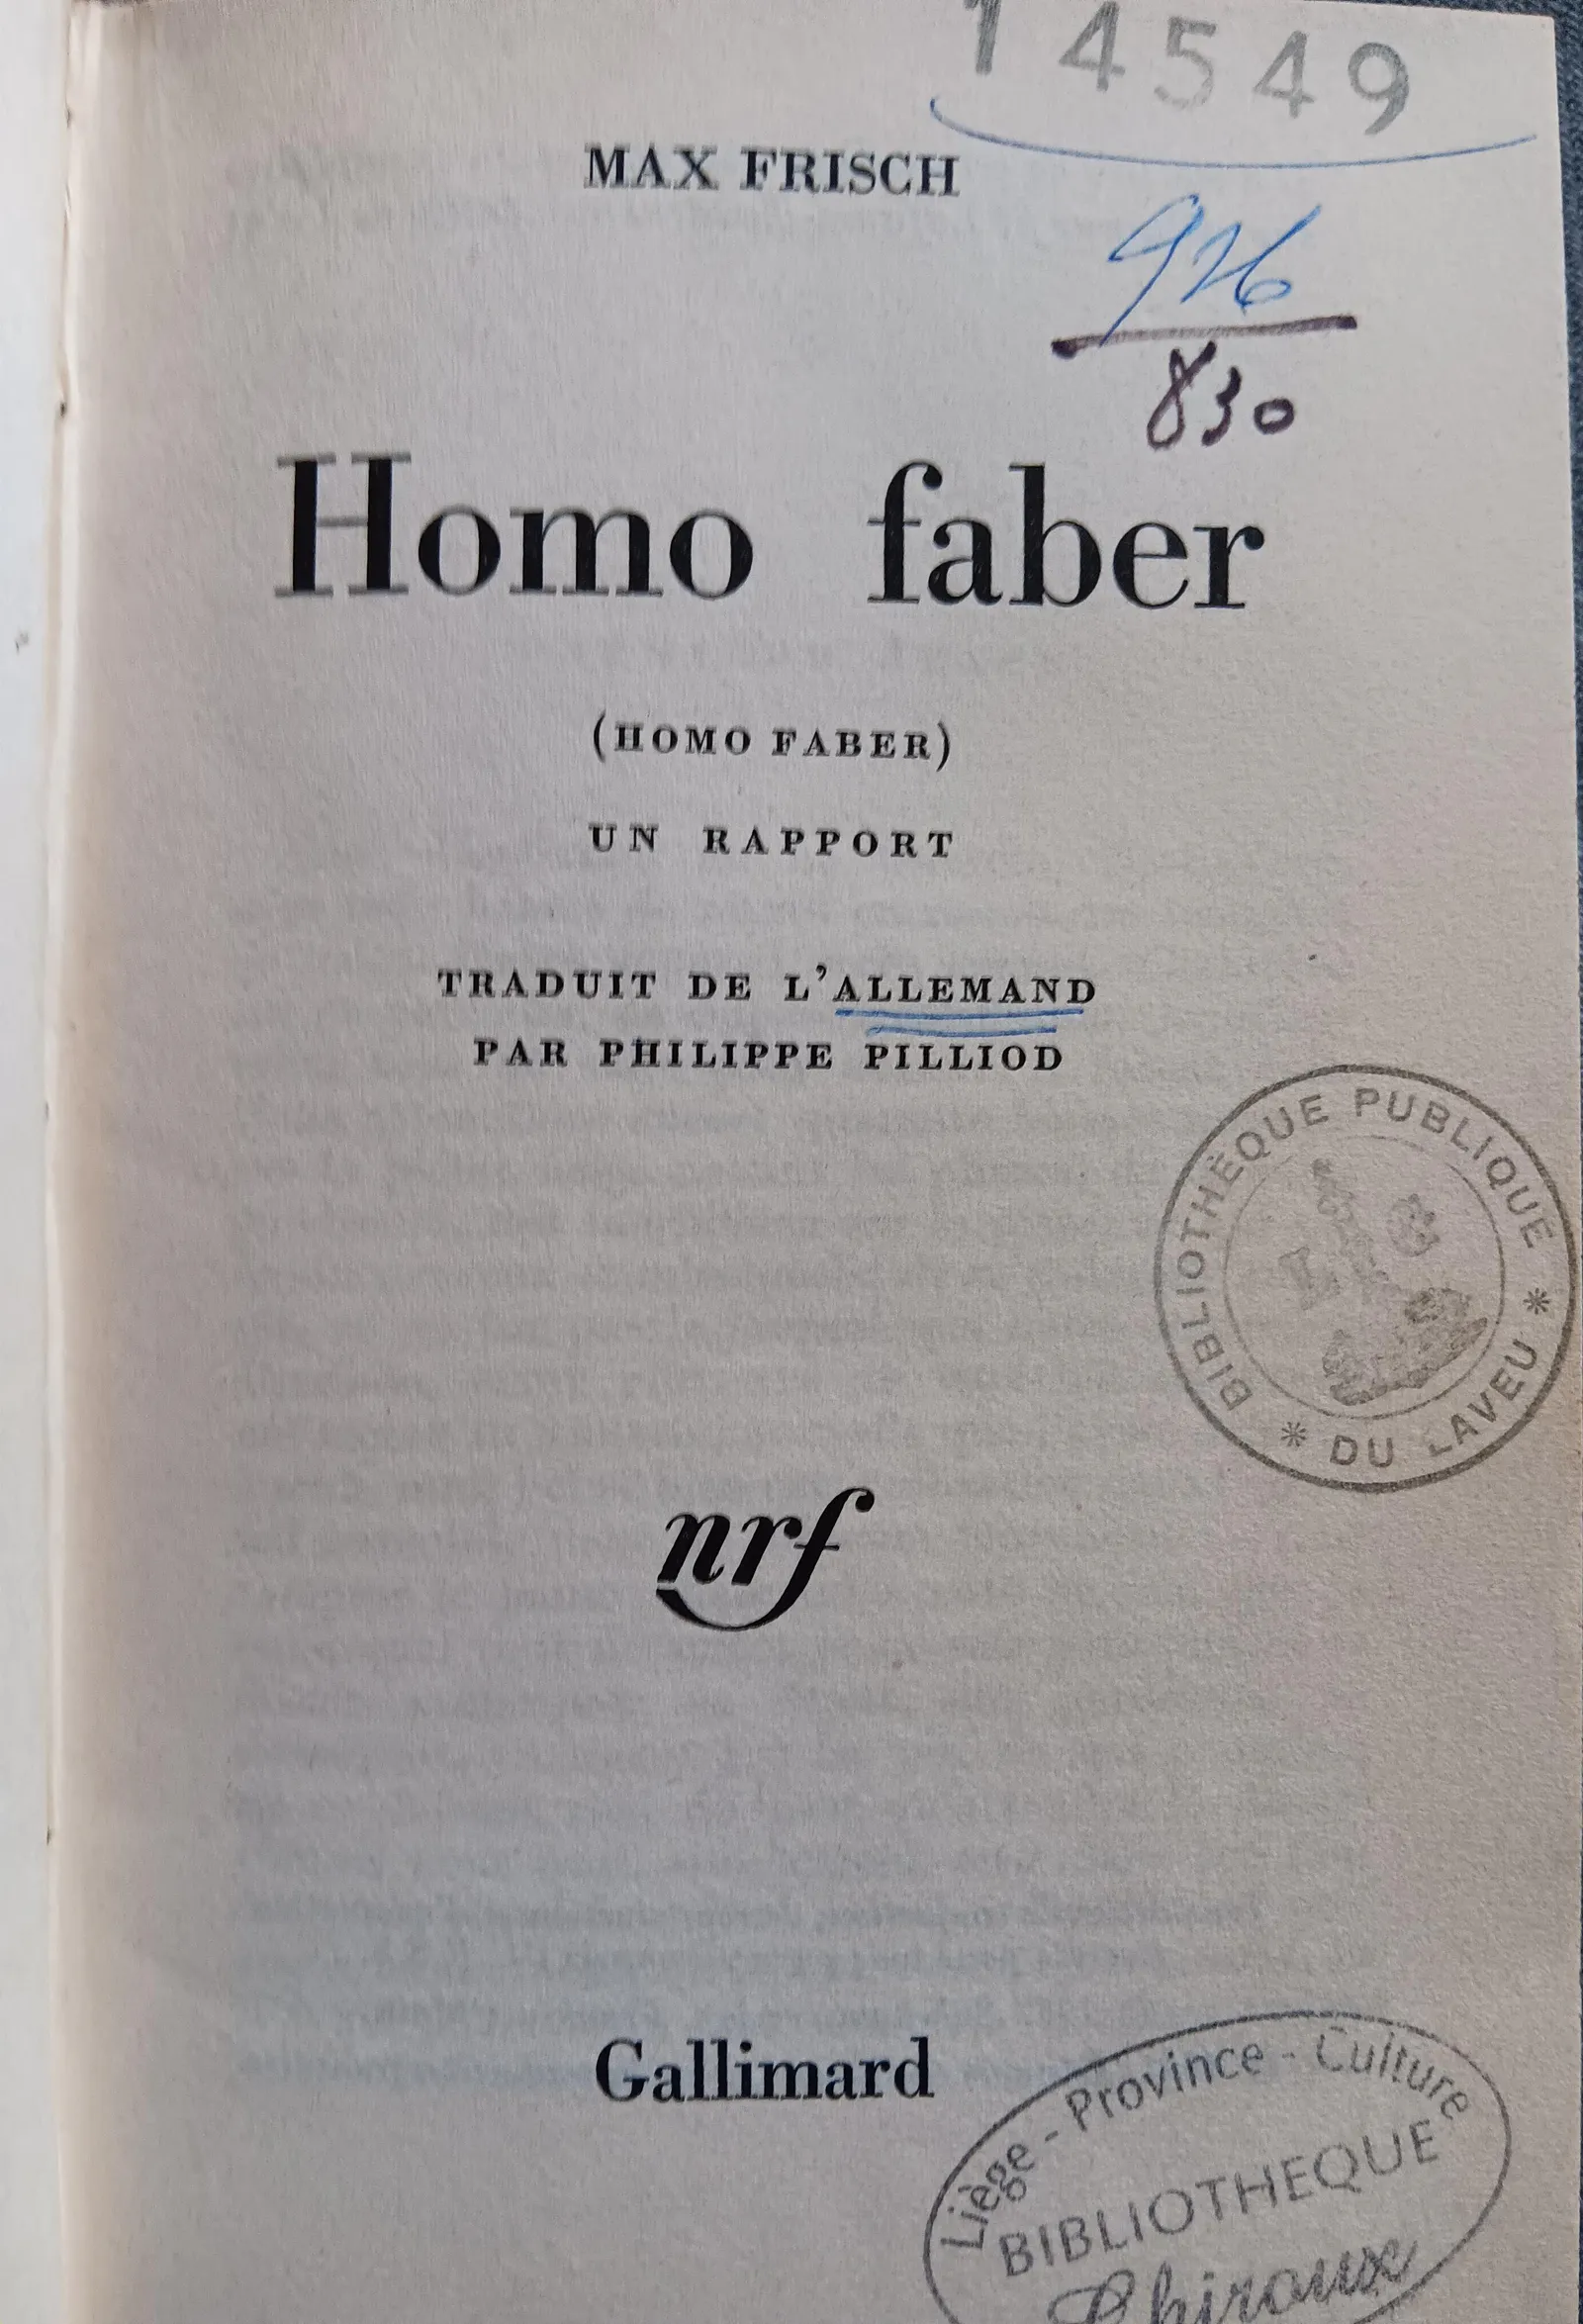 14549
MAX FRISCH
926
830
Homo faber
(HOMO FABER)
UN RAPPORT
TRADUIT DE L'ALLEMAND
PAR PHILIPPE PILLIOD
BIBLIOTHÈQUE PUBLIQUE
* DU LAVEU *
nrf
Gallimard
Liège - Province - Culture
BIBLIOTHEQUE
Chiroux